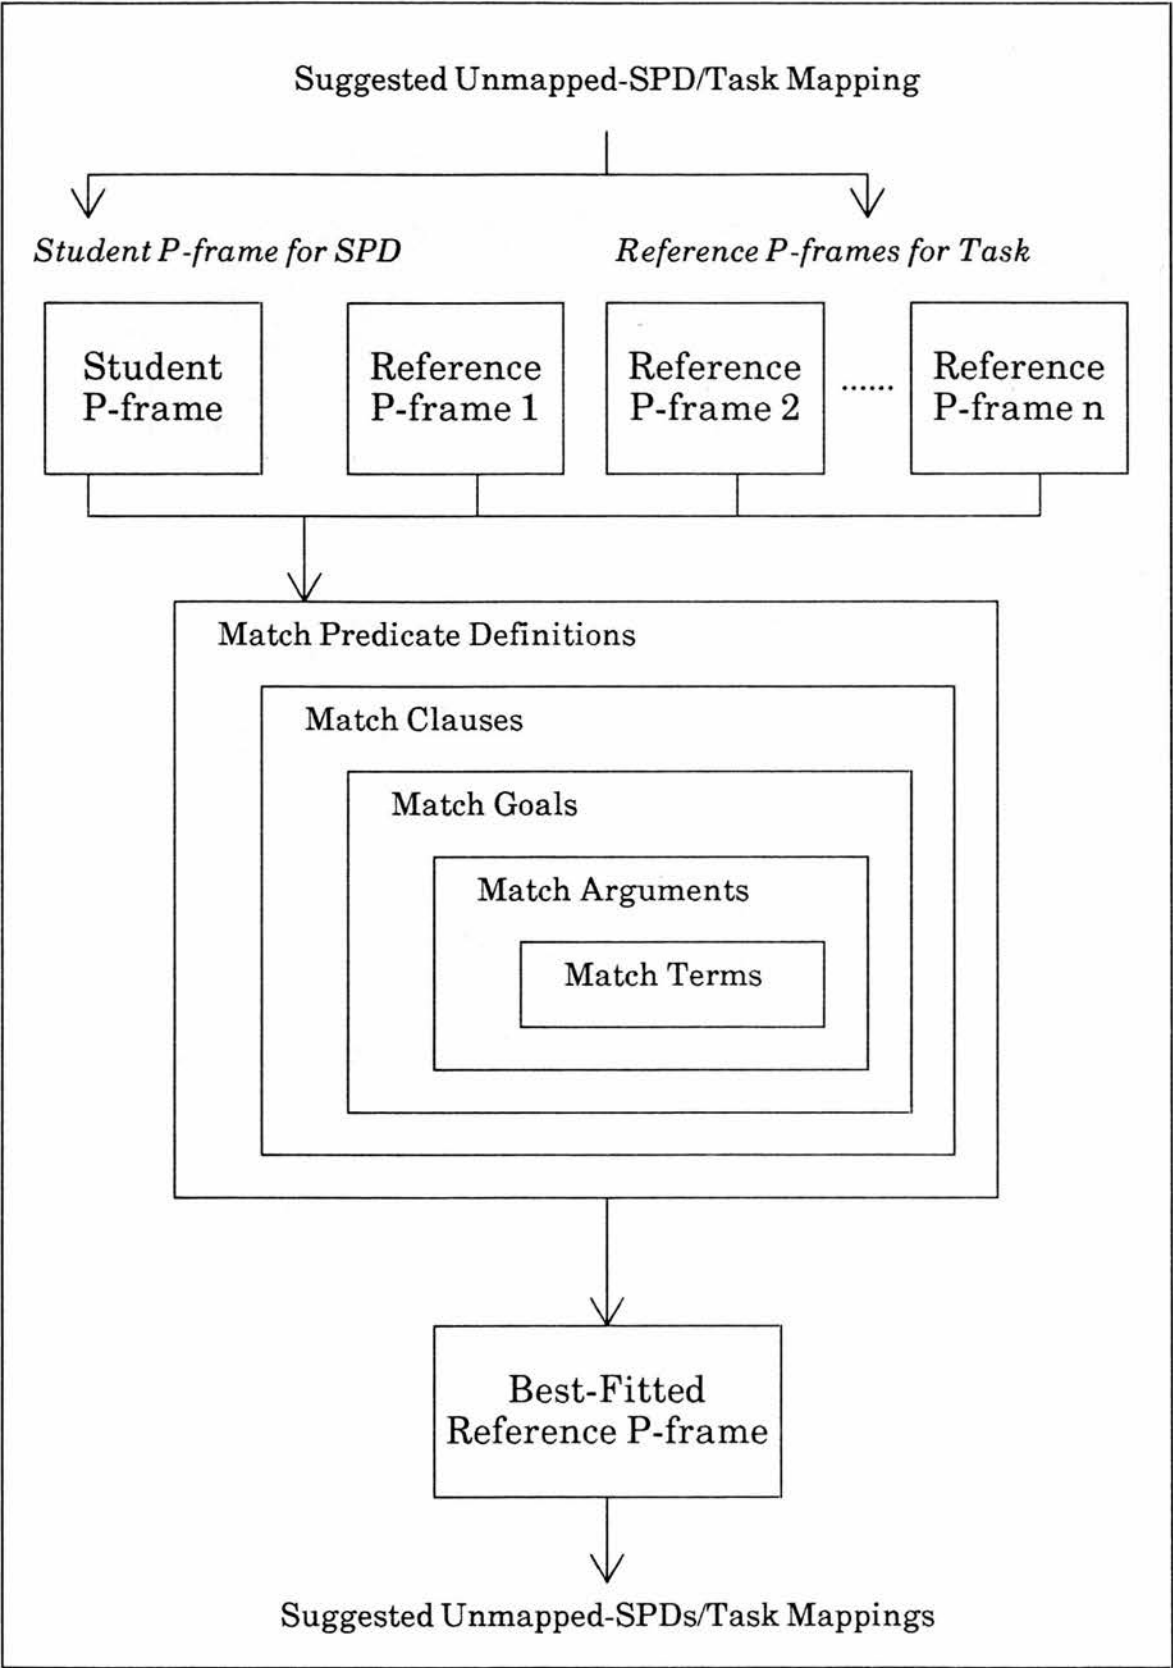 Suggested Unmapped-SPD/Task Mapping
Student P-frame for SPD
Reference P-frames for Task
Student
P-frame
Reference
P-frame 1
Reference
P-frame 2
......
Reference
P-frame n
Match Predicate Definitions
Match Clauses
Match Goals
Match Arguments
Match Terms
Best-Fitted
Reference P-frame
Suggested Unmapped-SPDs/Task Mappings